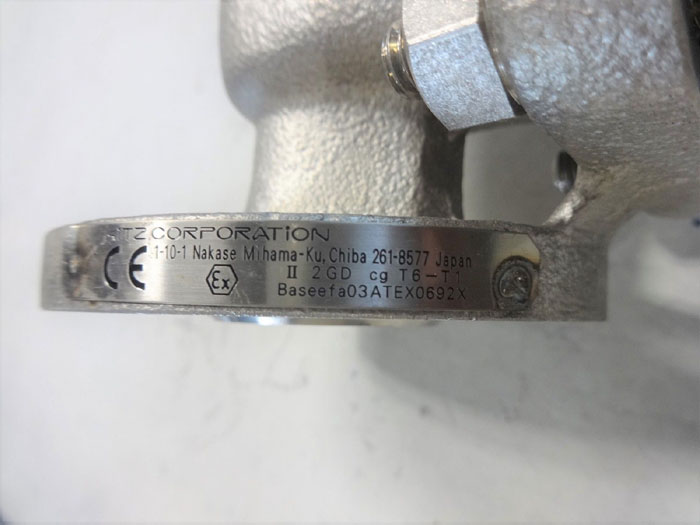 TZ CORPORATION
1-10-1 Nakase Mihama-Ku, Chiba 261-8577 Japan
CE Ex II 2GD cg T6-T1
Baseefa03ATEX0692X